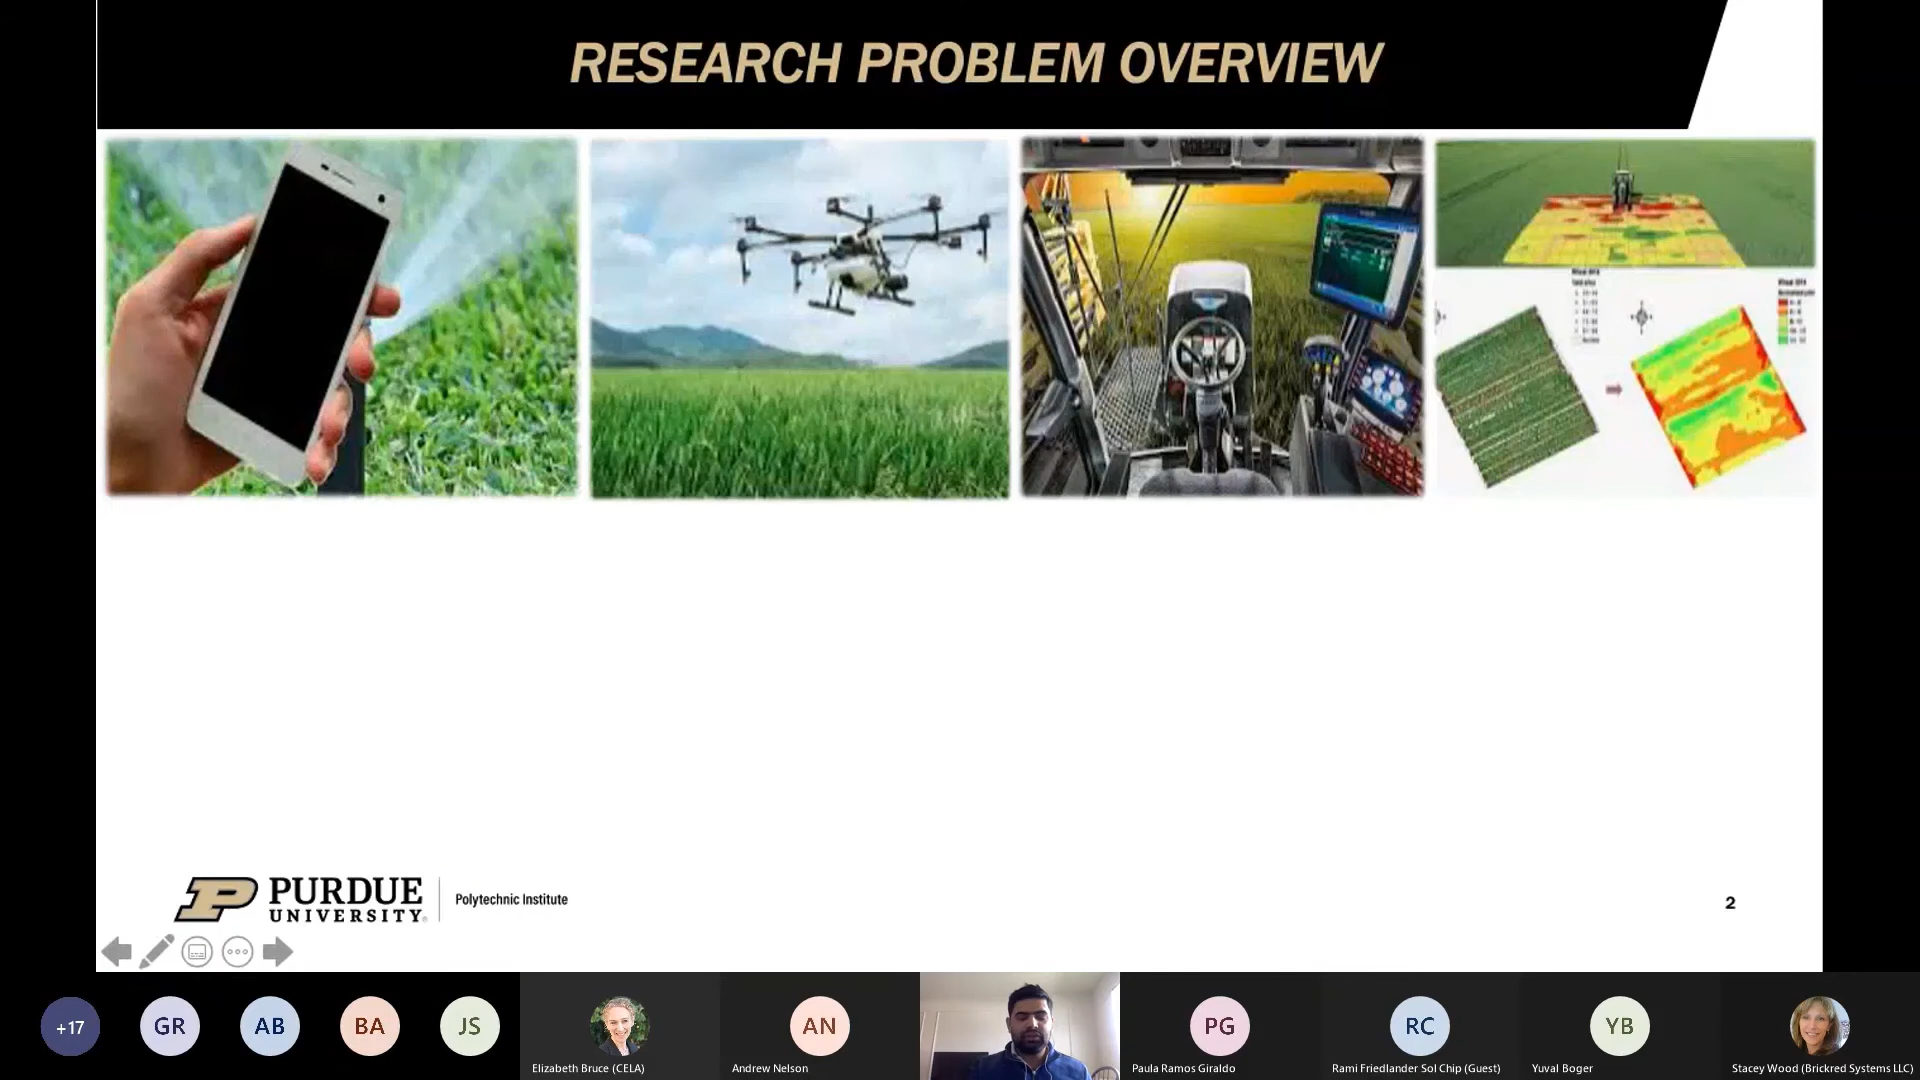 RESEARCH PROBLEM OVERVIEW
PURDUE
UNIVERSITY
Polytechnic Institute
2
+17
GR
AB
BA
JS
AN
PG
RC
YB
Elizabeth Bruce (CELA)
Andrew Nelson
Paula Ramos Giraldo
Rami Friedlander Sol Chip (Guest)
Yuval Boger
Stacey Wood (Brickred Systems LLC)